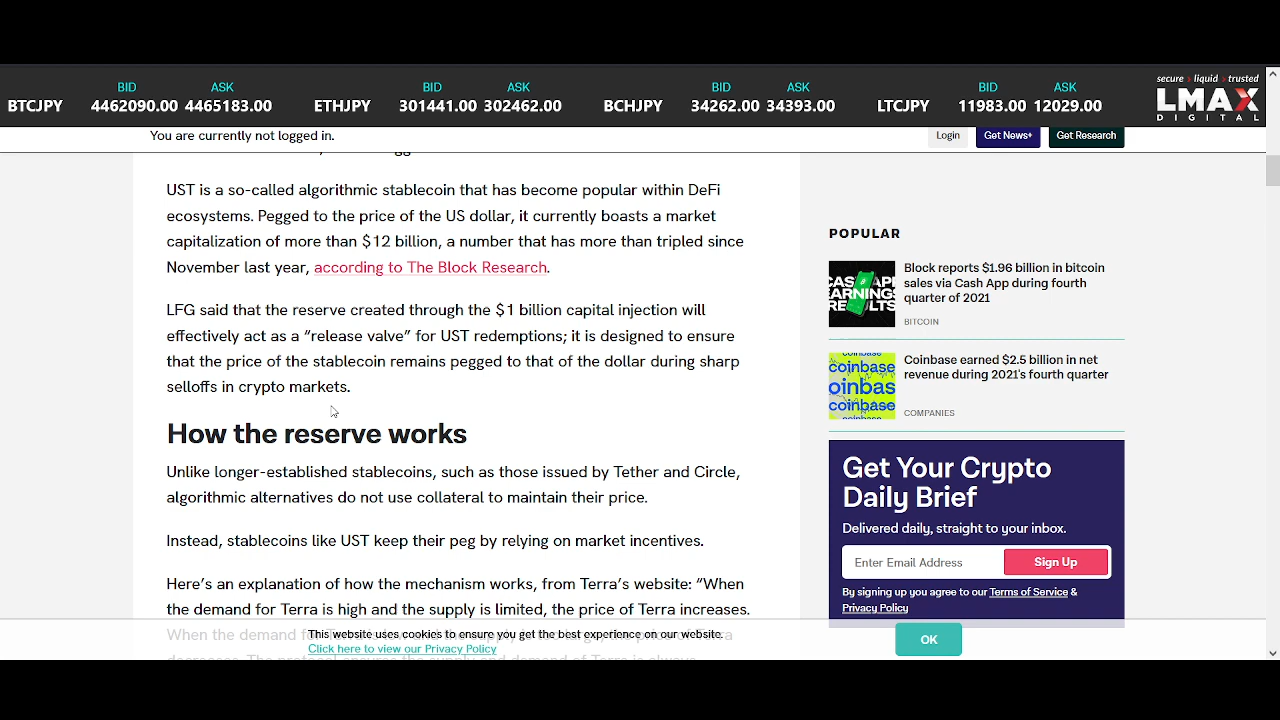 BID ASK BID ASK BID ASK BID ASK
BTCJPY 4462090.00 4465183.00 ETHJPY 301441.00 302462.00 BCHJPY 34262.00 34393.00 LTCJPY 11983.00 12029.00
secure › liquid › trusted
LMAX
DIGITAL
You are currently not logged in.
Login
Get News+
Get Research
UST is a so-called algorithmic stablecoin that has become popular within DeFi
ecosystems. Pegged to the price of the US dollar, it currently boasts a market
capitalization of more than $12 billion, a number that has more than tripled since
November last year, according to The Block Research.
LFG said that the reserve created through the $1 billion capital injection will
effectively act as a “release valve” for UST redemptions; it is designed to ensure
that the price of the stablecoin remains pegged to that of the dollar during sharp
selloffs in crypto markets.
How the reserve works
Unlike longer-established stablecoins, such as those issued by Tether and Circle,
algorithmic alternatives do not use collateral to maintain their price.
Instead, stablecoins like UST keep their peg by relying on market incentives.
Here’s an explanation of how the mechanism works, from Terra’s website: “When
the demand for Terra is high and the supply is limited, the price of Terra increases.
When the demand for
POPULAR
CASH APP
EARNINGS
RESULTS
Block reports $1.96 billion in bitcoin
sales via Cash App during fourth
quarter of 2021
BITCOIN
coinbase
coinbase
oinbas
coinbase
coinbase
Coinbase earned $2.5 billion in net
revenue during 2021's fourth quarter
COMPANIES
Get Your Crypto
Daily Brief
Delivered daily, straight to your inbox.
Enter Email Address
Sign Up
By signing up you agree to our Terms of Service &
Privacy Policy
This website uses cookies to ensure you get the best experience on our website.
Click here to view our Privacy Policy
OK